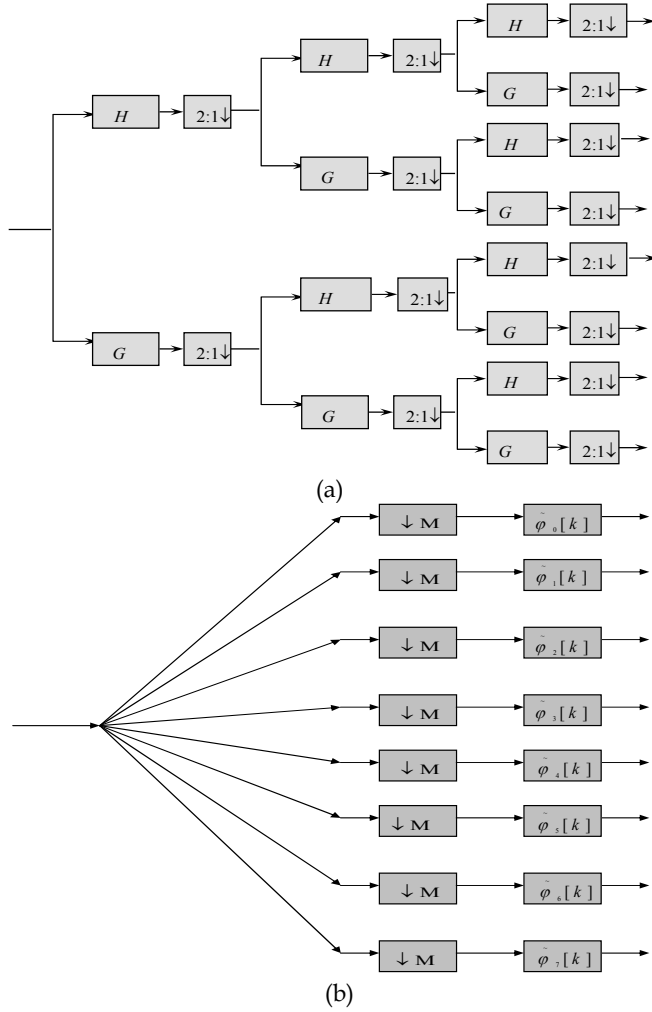 H 2:1↓
H 2:1↓
G 2:1↓
H 2:1↓
H 2:1↓
G 2:1↓
G 2:1↓
H 2:1↓
H 2:1↓
G 2:1↓
G 2:1↓
H 2:1↓
G 2:1↓
G 2:1↓
(a)
↓ M φ̃₀[k]
↓ M φ̃₁[k]
↓ M φ̃₂[k]
↓ M φ̃₃[k]
↓ M φ̃₄[k]
↓ M φ̃₅[k]
↓ M φ̃₆[k]
↓ M φ̃₇[k]
(b)